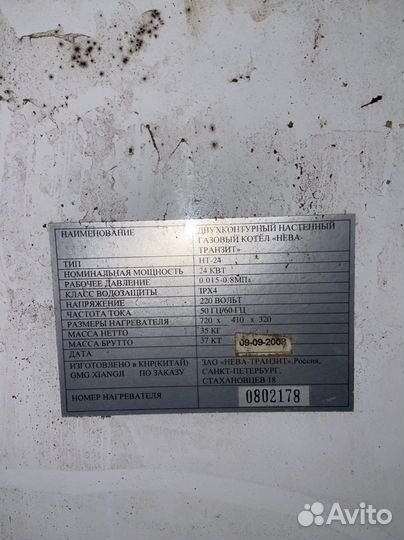 НАИМЕНОВАНИЕ ДВУХКОНТУРНЫЙ НАСТЕННЫЙ
ГАЗОВЫЙ КОТЁЛ «НЕВА-
ТРАНЗИТ»
ТИП НТ-24
НОМИНАЛЬНАЯ МОЩНОСТЬ 24 КВТ
РАБОЧЕЕ ДАВЛЕНИЕ 0.015-0.8МПа
КЛАСС ВОДОЗАЩИТЫ IPX4
НАПРЯЖЕНИЕ 220 ВОЛЬТ
ЧАСТОТА ТОКА 50 ГЦ/60 ГЦ
РАЗМЕРЫ НАГРЕВАТЕЛЯ 720 x 410 x 320
МАССА НЕТТО 35 КГ
МАССА БРУТТО 37 КГ
ДАТА 09-09-2008
ИЗГОТОВЛЕНО В КНР(КИТАЙ) ЗАО «НЕВА-ТРАНЗИТ», Россия,
GMG XIANGJI ПО ЗАКАЗУ САНКТ-ПЕТЕРБУРГ,
СТАХАНОВЦЕВ 18
НОМЕР НАГРЕВАТЕЛЯ 0802178
Avito